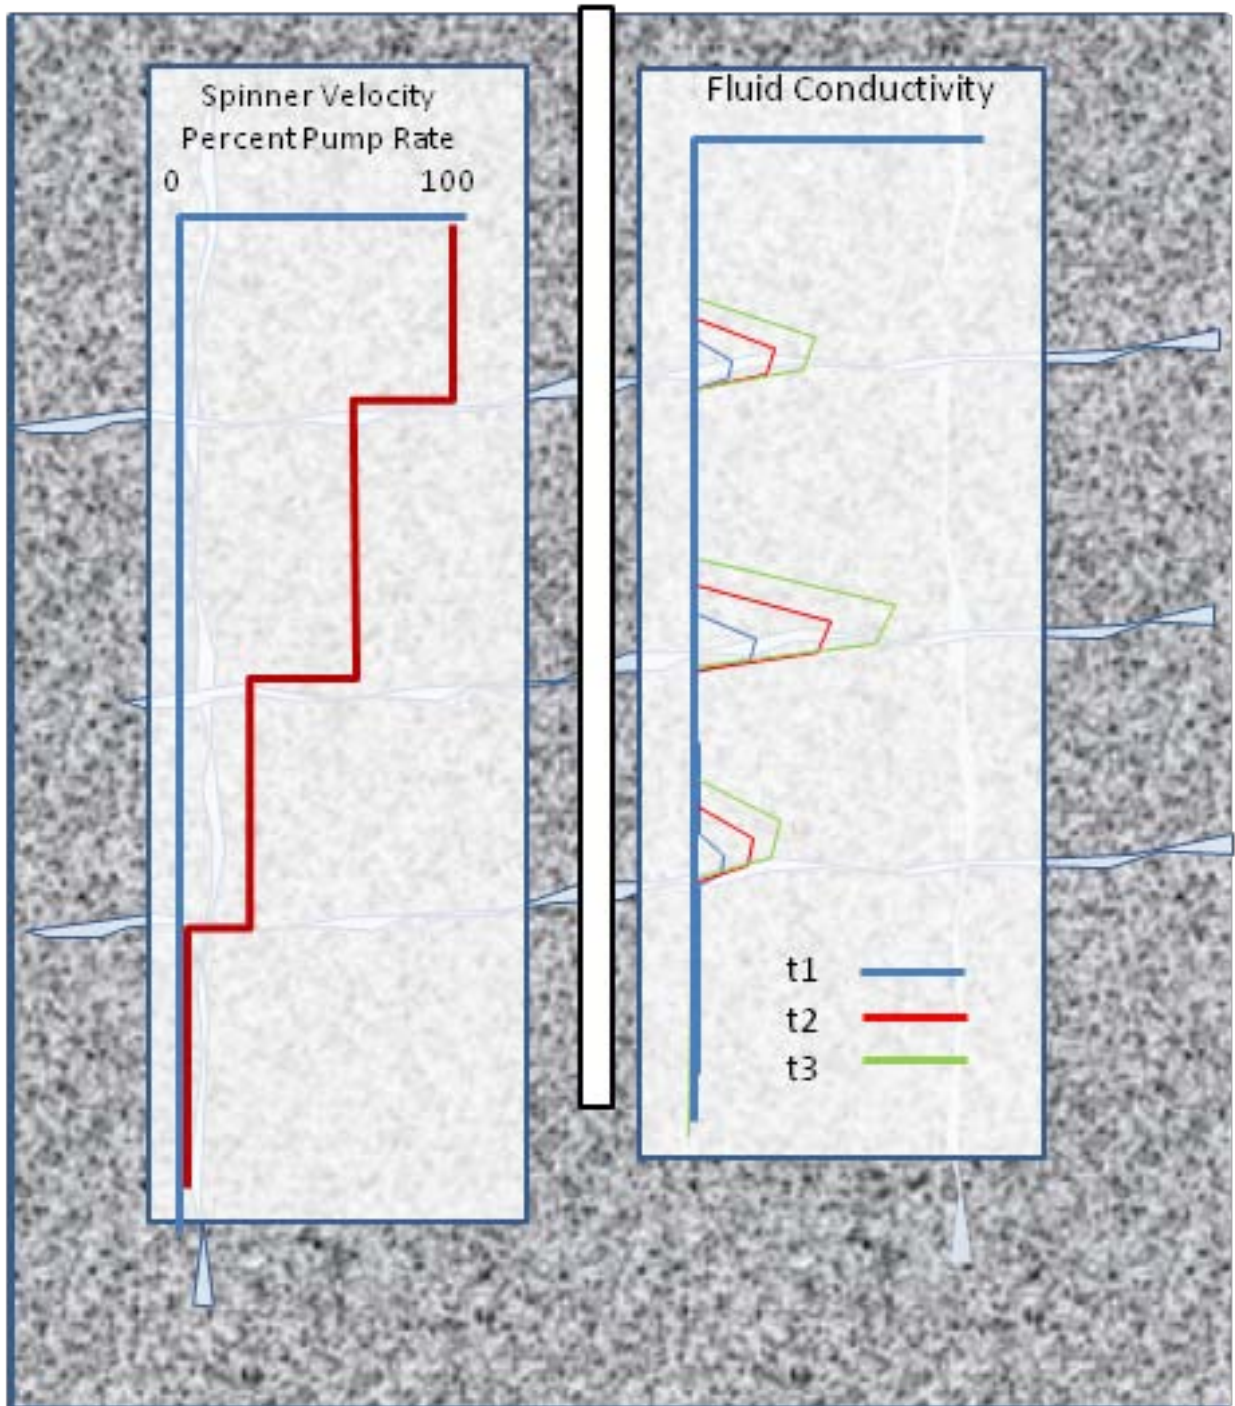 Spinner Velocity
Percent Pump Rate
0 100
Fluid Conductivity
t1
t2
t3